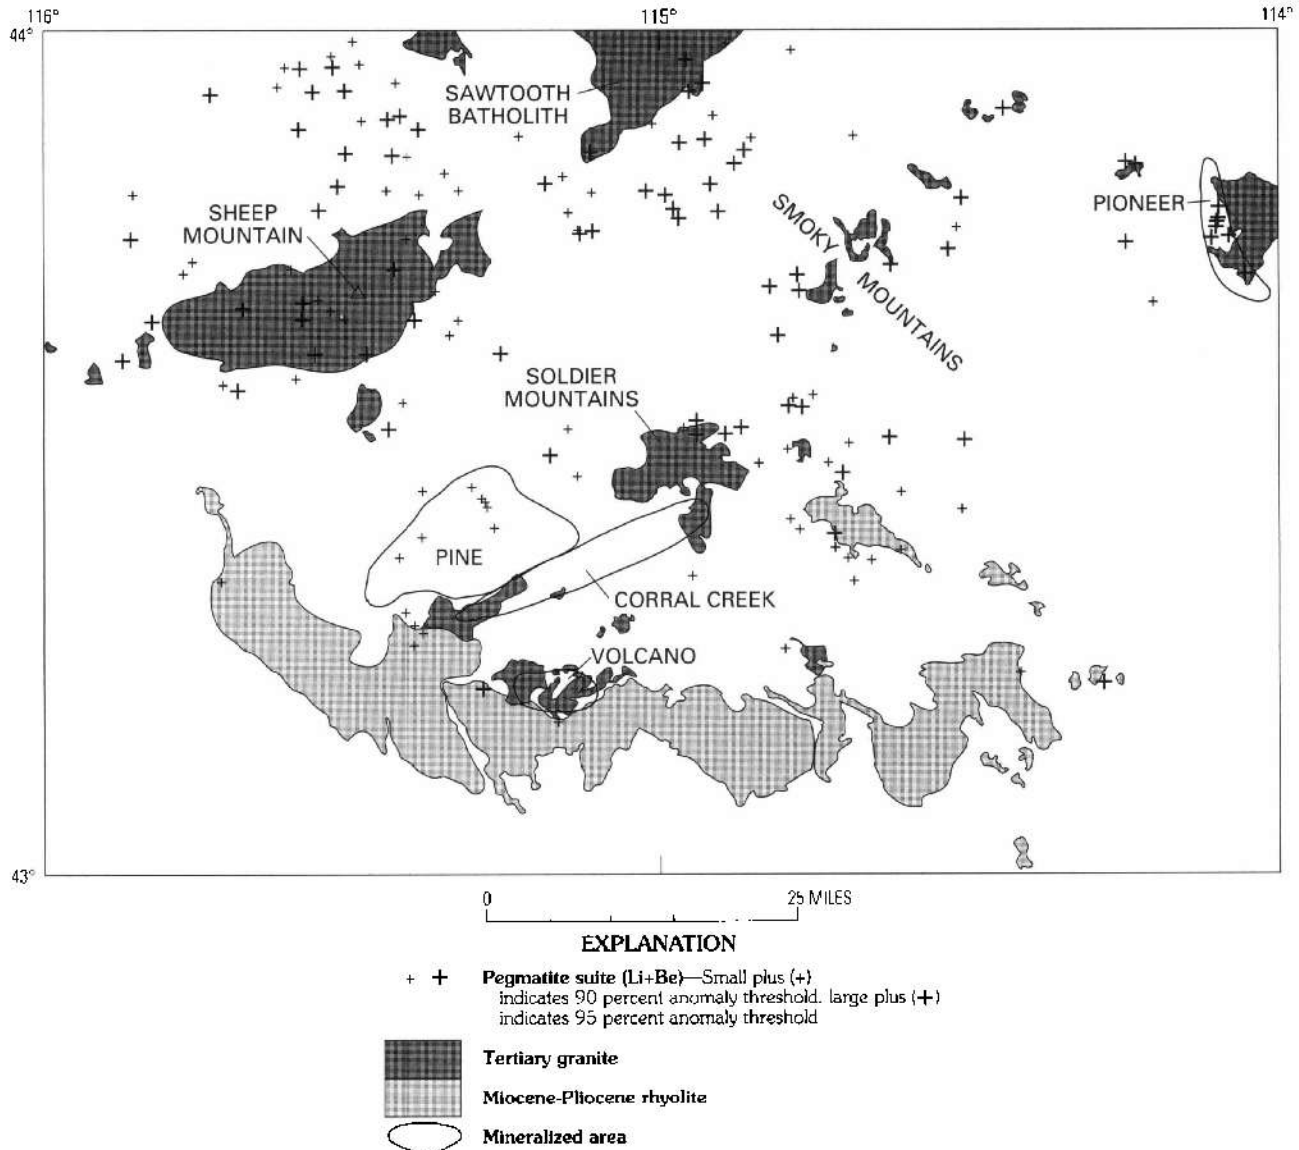 116°
115°
114°
44°
SAWTOOTH
BATHOLITH
SHEEP
MOUNTAIN
SMOKY
MOUNTAINS
PIONEER
SOLDIER
MOUNTAINS
PINE
CORRAL CREEK
VOLCANO
43°
0
25 MILES
EXPLANATION
+ + Pegmatite suite (Li+Be)—Small plus (+)
indicates 90 percent anomaly threshold. large plus (+)
indicates 95 percent anomaly threshold
Tertiary granite
Miocene-Pliocene rhyolite
Mineralized area